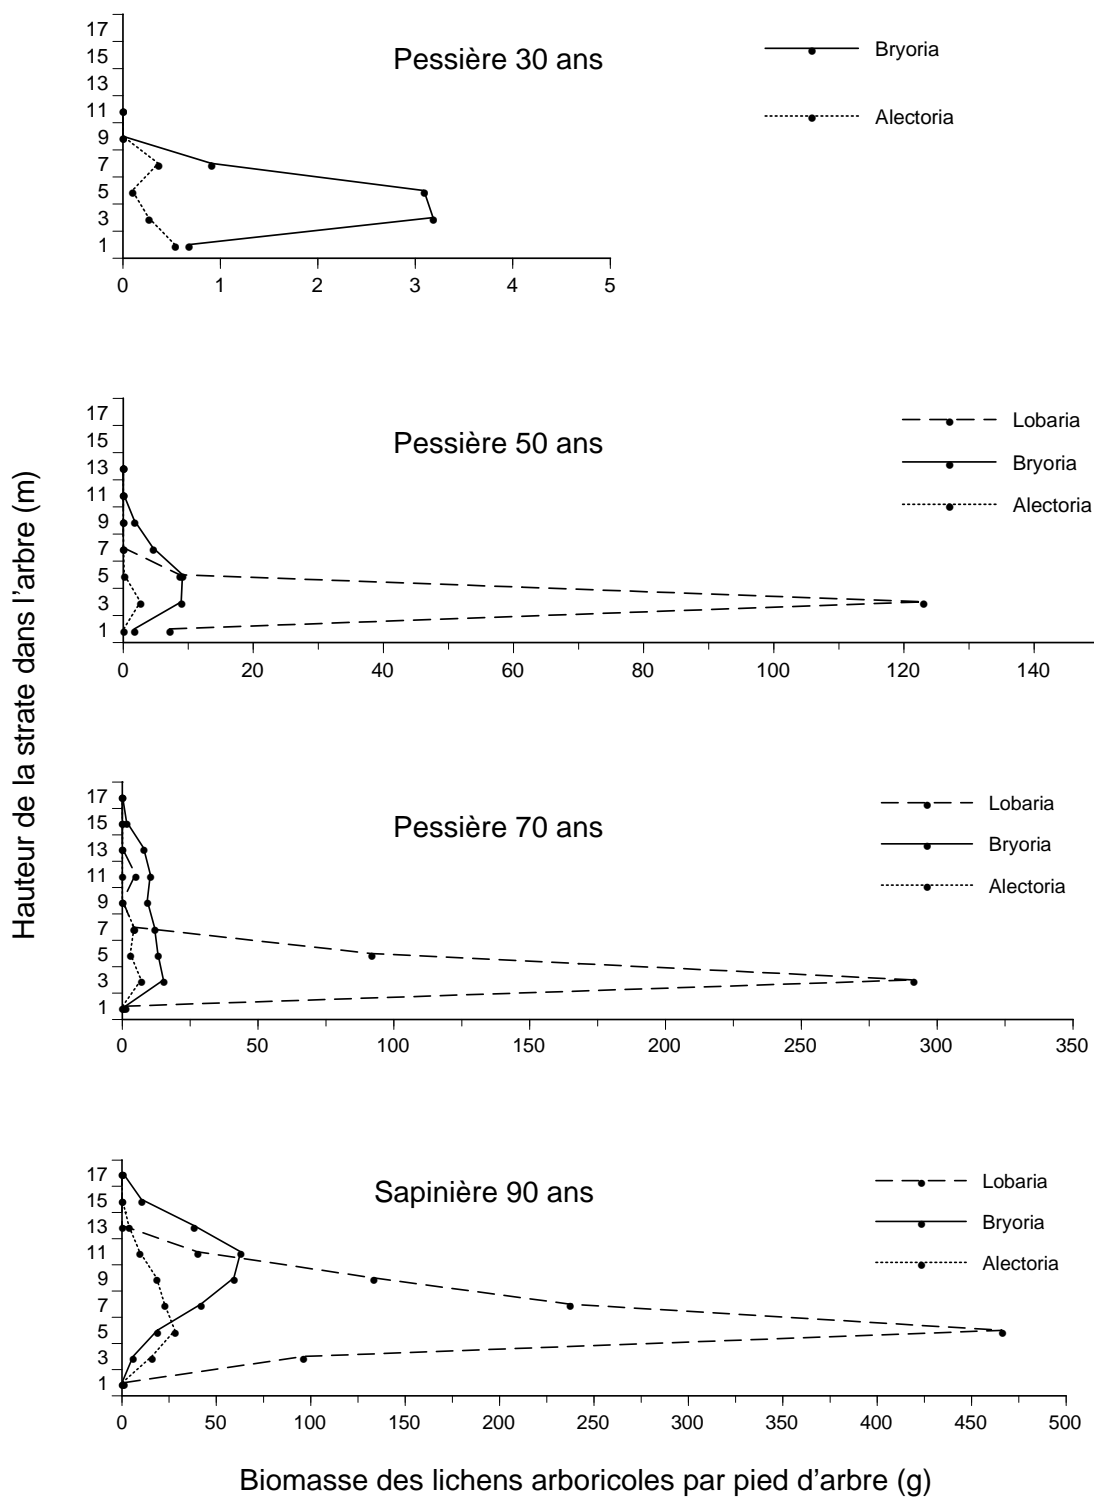 Pessière 30 ans
Bryoria
Alectoria
17
15
13
11
9
7
5
3
1
0 1 2 3 4 5
Pessière 50 ans
Lobaria
Bryoria
Alectoria
17
15
13
11
9
7
5
3
1
0 20 40 60 80 100 120 140
Pessière 70 ans
Lobaria
Bryoria
Alectoria
17
15
13
11
9
7
5
3
1
0 50 100 150 200 250 300 350
Sapinière 90 ans
Lobaria
Bryoria
Alectoria
17
15
13
11
9
7
5
3
1
0 50 100 150 200 250 300 350 400 450 500
Hauteur de la strate dans l'arbre (m)
Biomasse des lichens arboricoles par pied d'arbre (g)